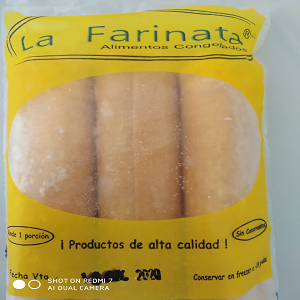 La Farinata®
Alimentos Congelados
1 porción
Sin Conservantes
¡ Productos de alta calidad !
Fecha Vto
2020
Conservar en freezer
SHOT ON REDMI 7
AI DUAL CAMERA